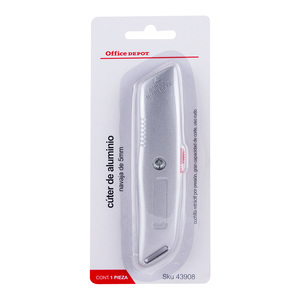 Office DEPOT
cúter de aluminio
navaja de 5mm
CONT. 1 PIEZA
Sku 43908